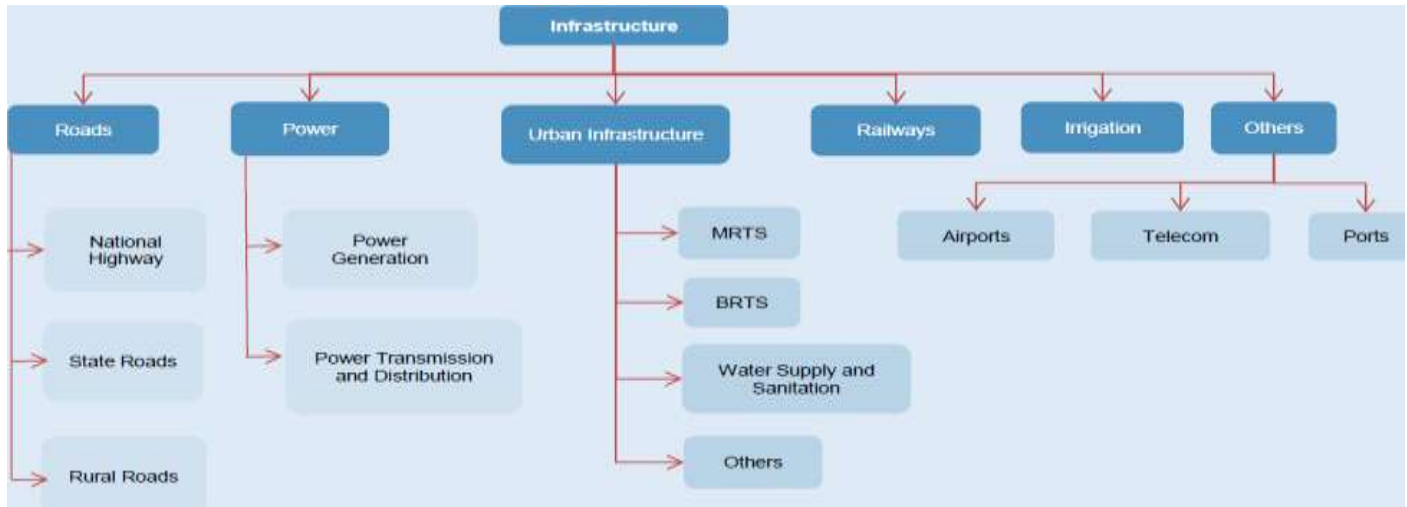 Infrastructure
Roads
Power
Urban Infrastructure
Railways
Irrigation
Others
National
Highway
State Roads
Rural Roads
Power
Generation
Power Transmission
and Distribution
MRTS
BRTS
Water Supply and
Sanitation
Others
Airports
Telecom
Ports